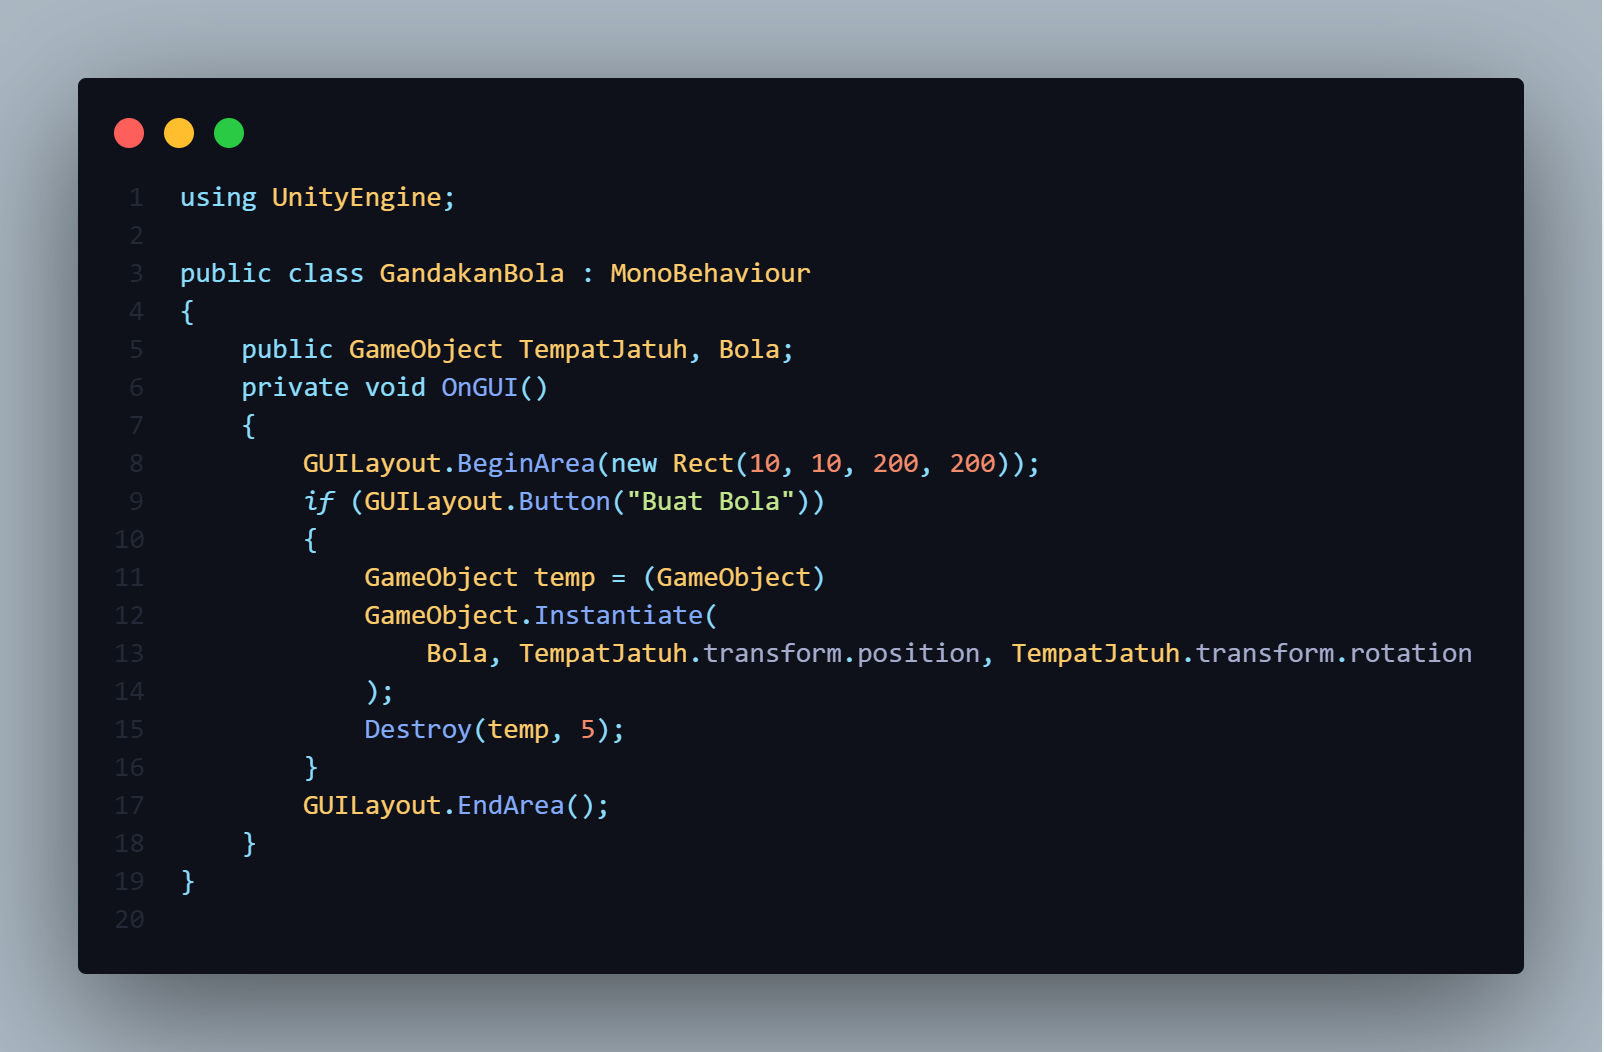 1 using UnityEngine;
2
3 public class GandakanBola : MonoBehaviour
4 {
5     public GameObject TempatJatuh, Bola;
6     private void OnGUI()
7     {
8         GUILayout.BeginArea(new Rect(10, 10, 200, 200));
9         if (GUILayout.Button("Buat Bola"))
10         {
11             GameObject temp = (GameObject)
12             GameObject.Instantiate(
13                 Bola, TempatJatuh.transform.position, TempatJatuh.transform.rotation
14             );
15             Destroy(temp, 5);
16         }
17         GUILayout.EndArea();
18     }
19 }
20